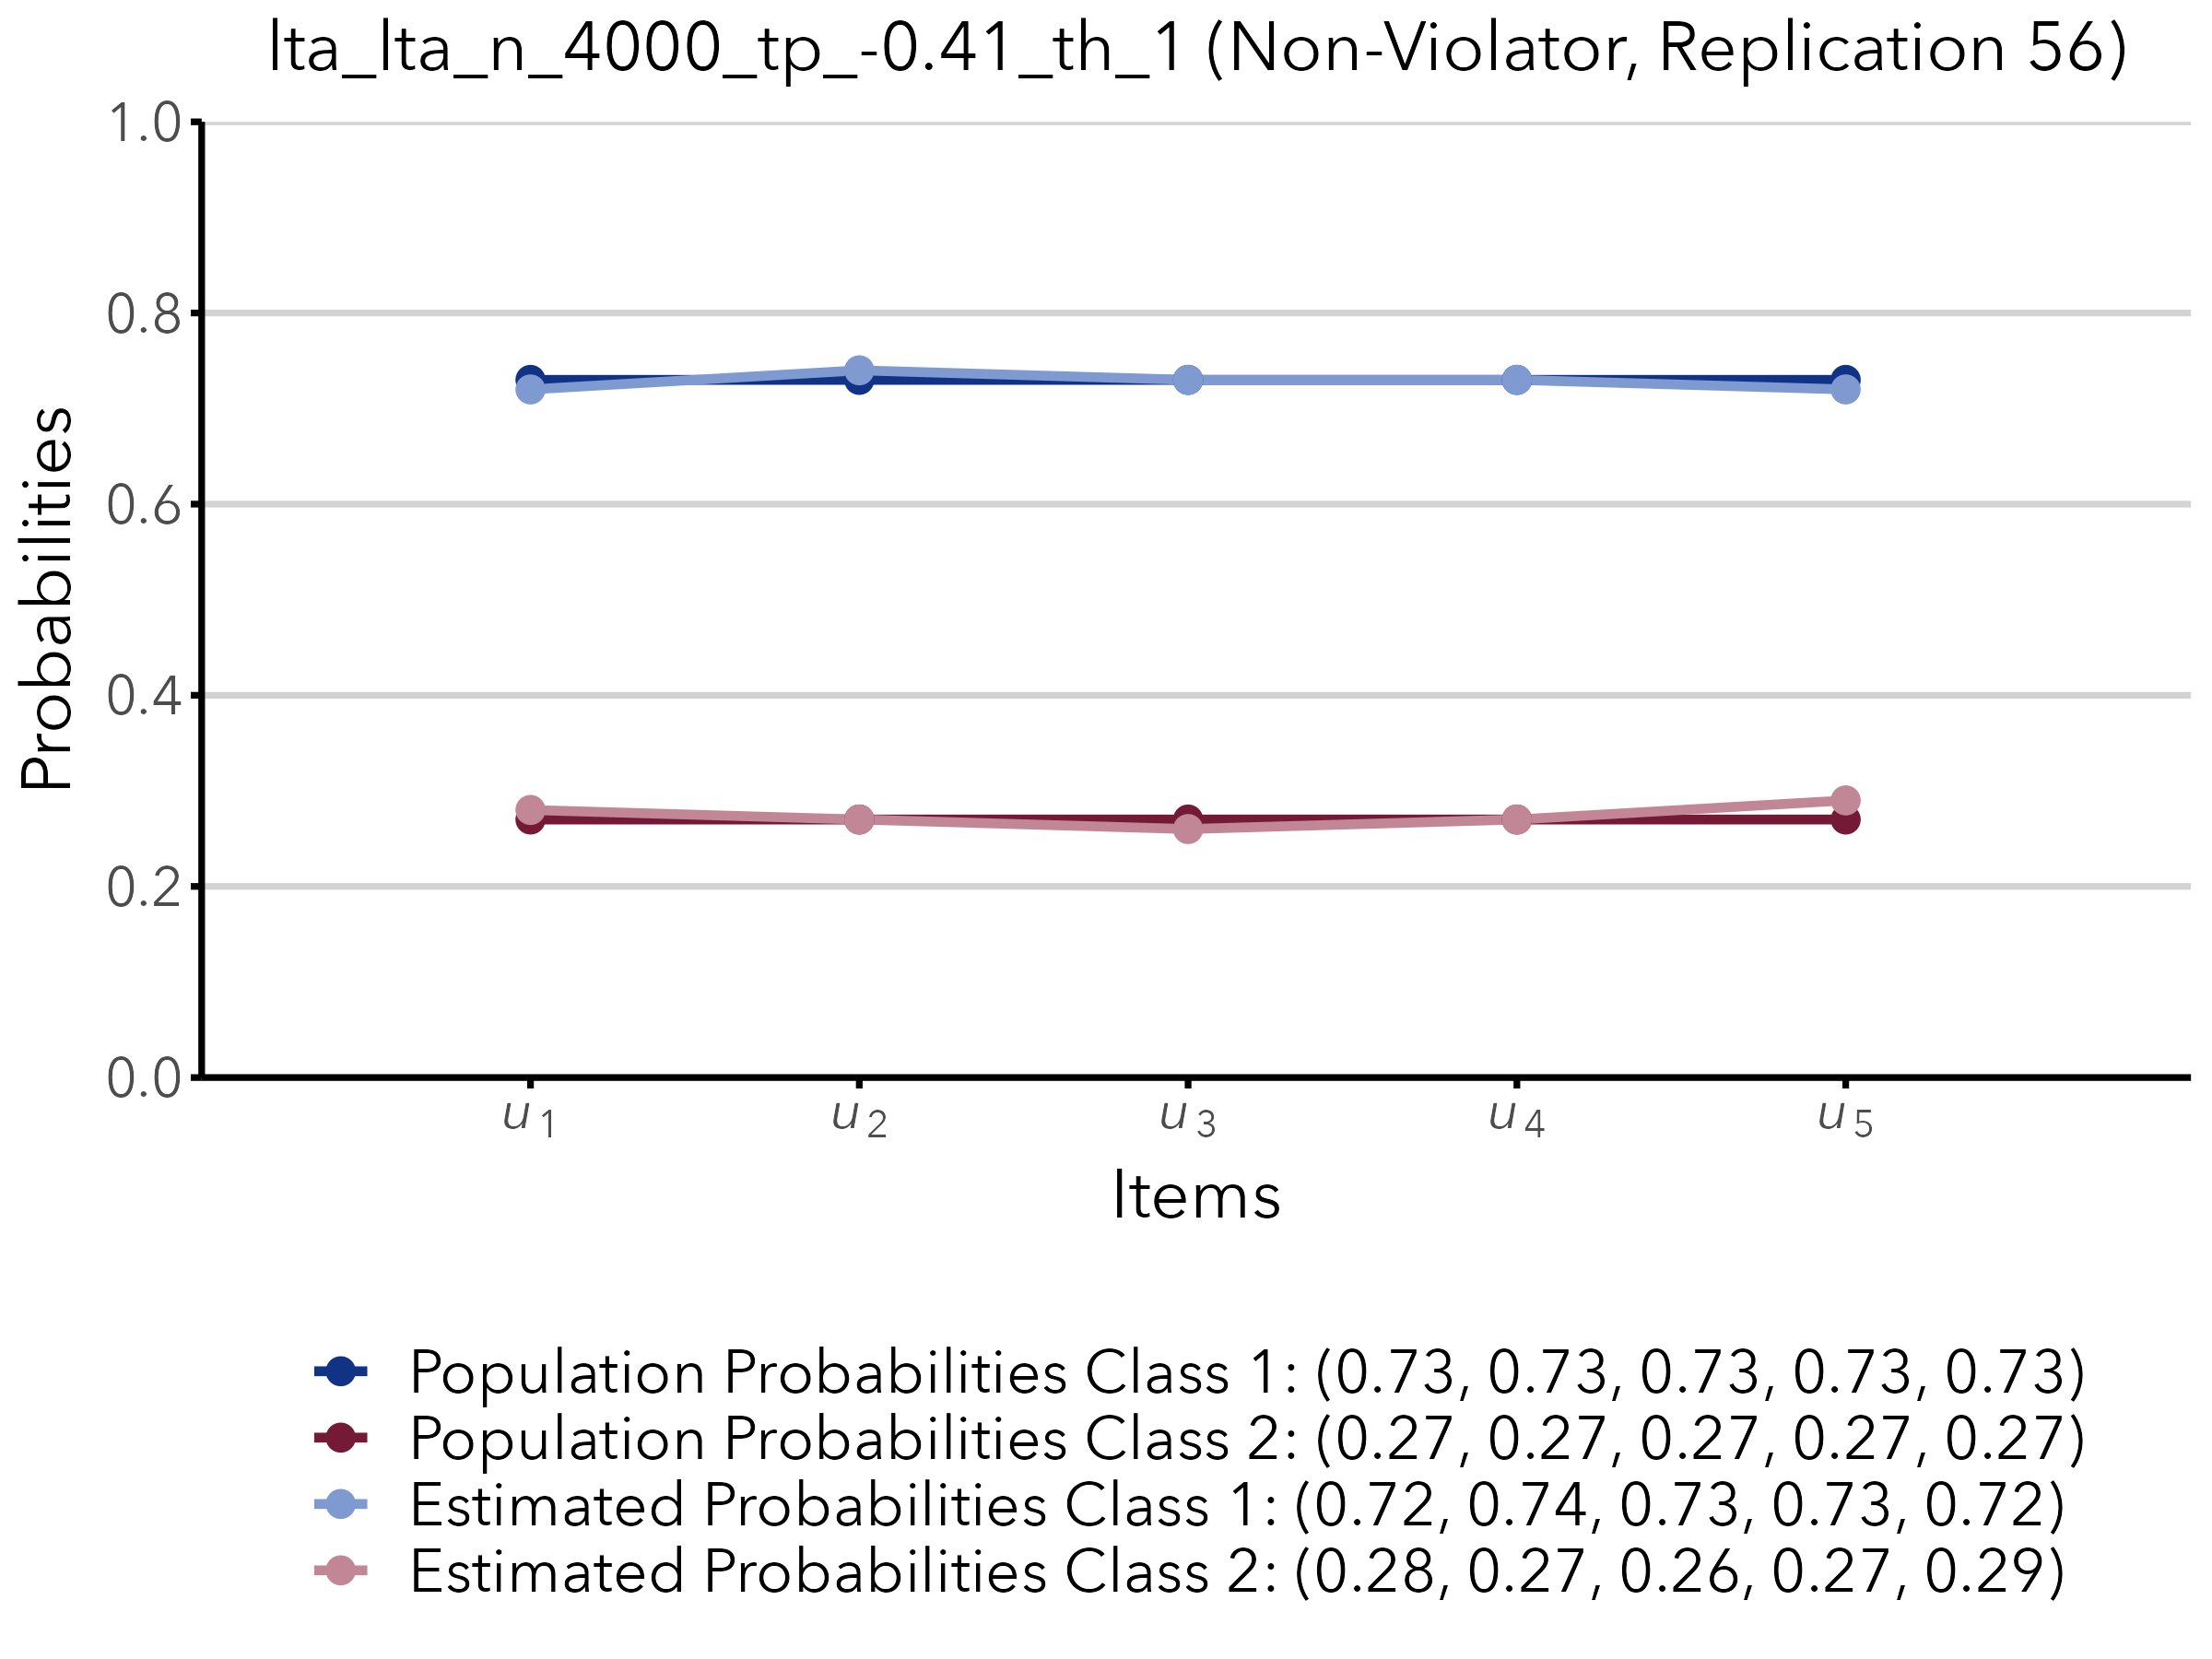 lta_lta_n_4000_tp_-0.41_th_1 (Non-Violator, Replication 56)
1.0
0.8
0.6
0.4
0.2
0.0
Probabilities
u1
u2
u3
u4
u5
Items
Population Probabilities Class 1: (0.73, 0.73, 0.73, 0.73, 0.73)
Population Probabilities Class 2: (0.27, 0.27, 0.27, 0.27, 0.27)
Estimated Probabilities Class 1: (0.72, 0.74, 0.73, 0.73, 0.72)
Estimated Probabilities Class 2: (0.28, 0.27, 0.26, 0.27, 0.29)